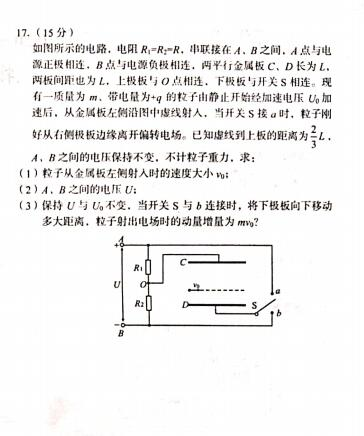 17.（15分）
如图所示的电路，电阻R₁=R₂=R，串联接在A、B之间，A点与电
源正极相连，B点与电源负极相连，两平行金属板C、D长为L，
两板间距也为L，上极板与O点相连，下极板与开关S相连。现
有一质量为m、带电量为+q的粒子由静止开始经加速电压U₀加
速后，从金属板左侧沿图中虚线射入，当开关S接a时，粒子刚
好从右侧极板边缘离开偏转电场。已知虚线到上板的距离为2/3L，
A、B之间的电压保持不变，不计粒子重力，求：
（1）粒子从金属板左侧射入时的速度大小v₀；
（2）A、B之间的电压U；
（3）保持U与U₀不变，当开关S与b连接时，将下极板向下移动
多大距离，粒子射出电场时的动量增量为mv₀？
A
+
R₁
C
U
O
v₀
a
R₂
D
S
b
−
B